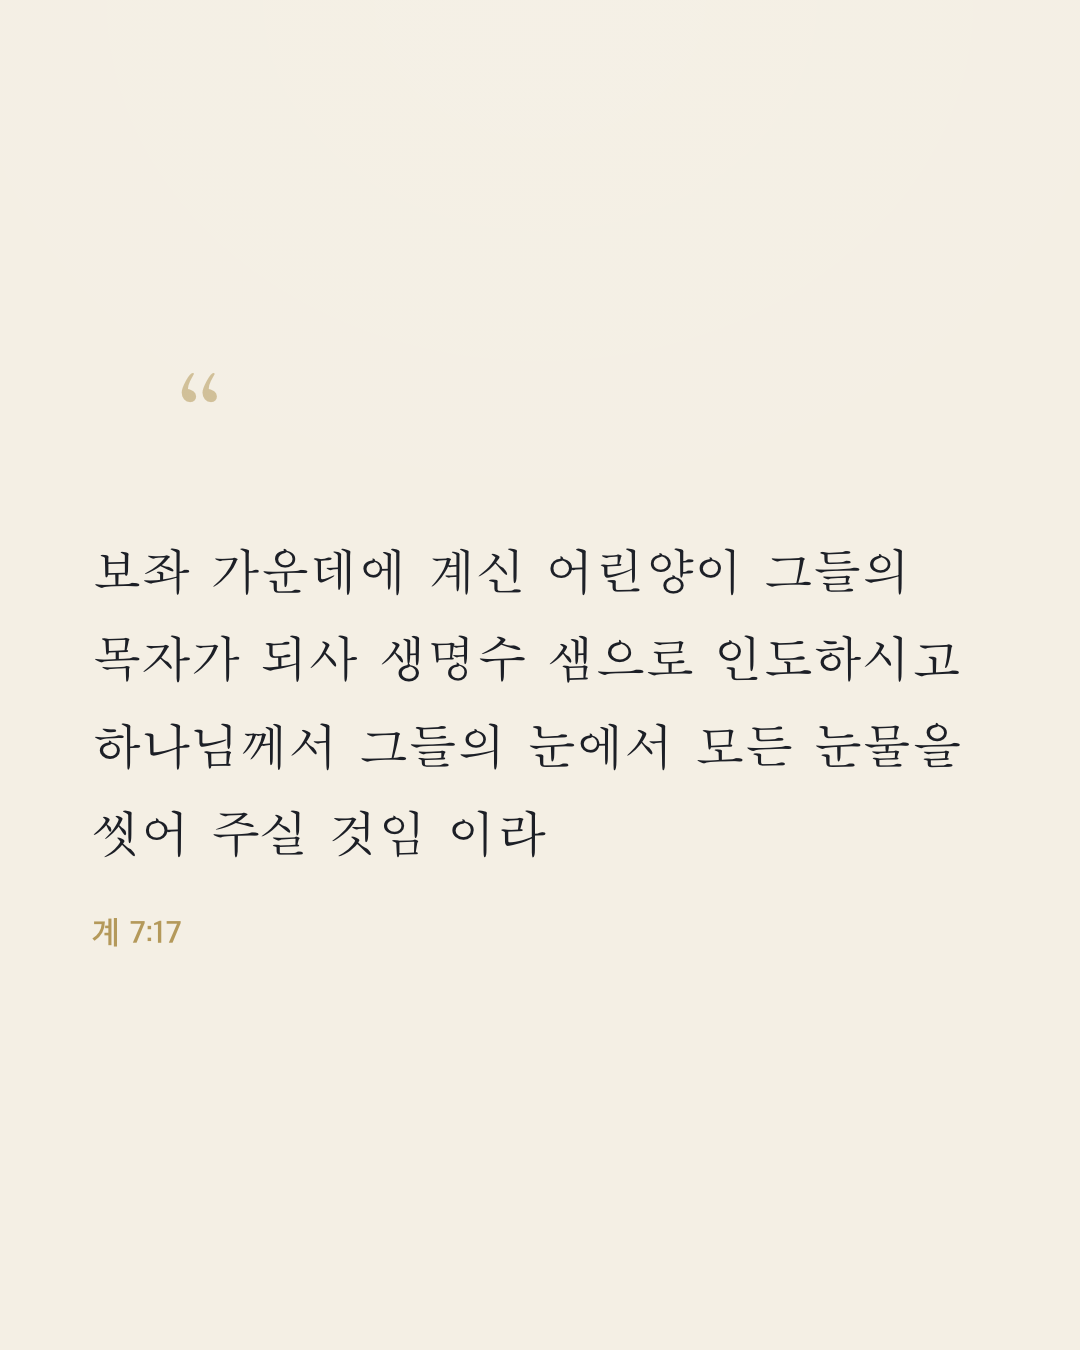 “
보좌 가운데에 계신 어린양이 그들의
목자가 되사 생명수 샘으로 인도하시고
하나님께서 그들의 눈에서 모든 눈물을
씻어 주실 것임 이라
계 7:17